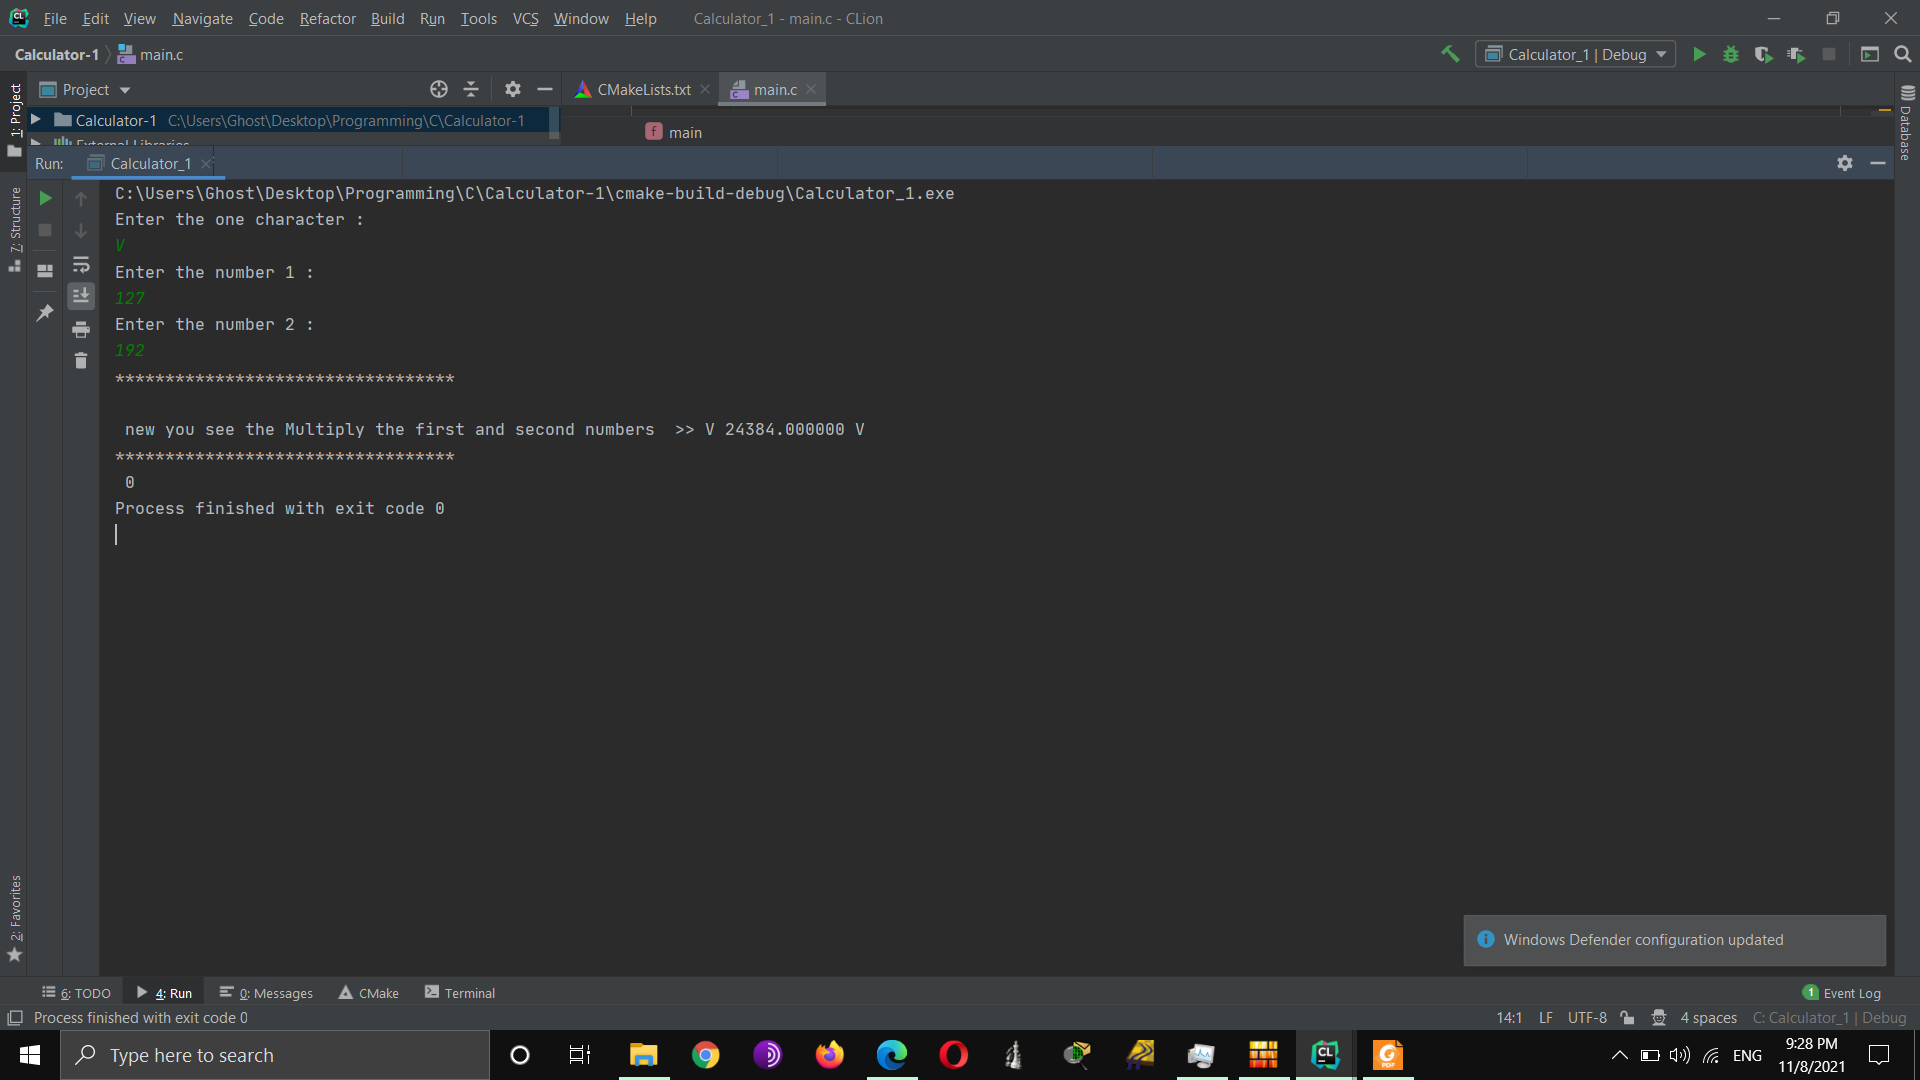 File Edit View Navigate Code Refactor Build Run Tools VCS Window Help Calculator_1 - main.c - CLion
Calculator-1 main.c Calculator_1 | Debug
1: Project Project CMakeLists.txt main.c
Calculator-1 C:\Users\Ghost\Desktop\Programming\C\Calculator-1
main
External Libraries
Database
Run: Calculator_1
7: Structure
C:\Users\Ghost\Desktop\Programming\C\Calculator-1\cmake-build-debug\Calculator_1.exe
Enter the one character :
V
Enter the number 1 :
127
Enter the number 2 :
192
**********************************
new you see the Multiply the first and second numbers  >> V 24384.000000 V
**********************************
0
Process finished with exit code 0
2: Favorites
Windows Defender configuration updated
6: TODO 4: Run 0: Messages CMake Terminal 1 Event Log
Process finished with exit code 0 14:1 LF UTF-8 4 spaces C: Calculator_1 | Debug
Type here to search ENG 9:28 PM
11/8/2021